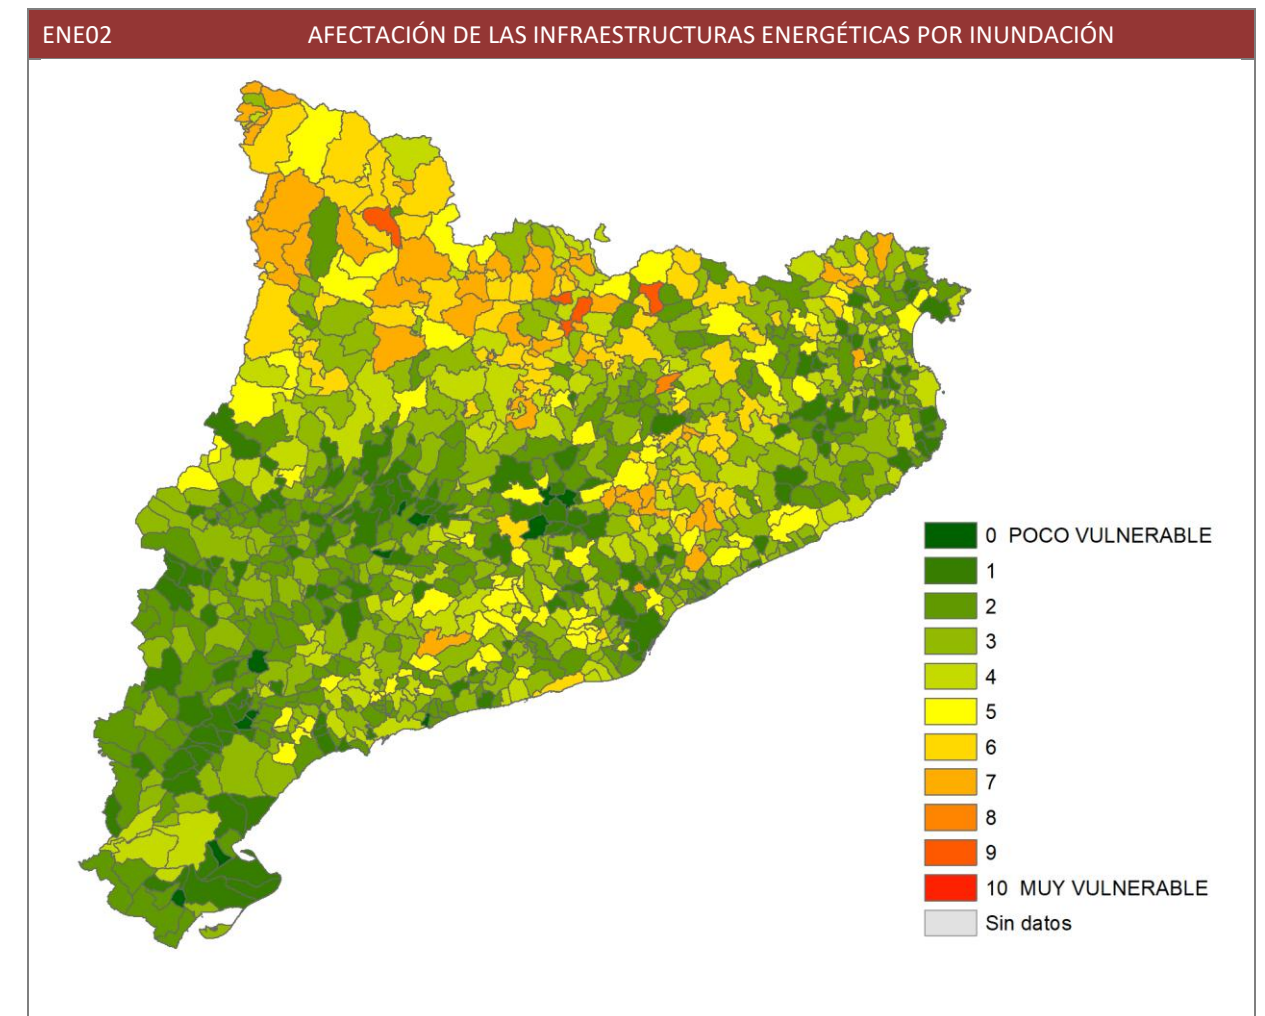 ENE02 AFECTACIÓN DE LAS INFRAESTRUCTURAS ENERGÉTICAS POR INUNDACIÓN
0 POCO VULNERABLE
1
2
3
4
5
6
7
8
9
10 MUY VULNERABLE
Sin datos